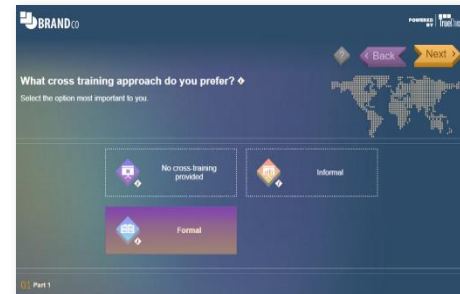 BRANDCO
POWERED
BY
?
Back
Next
What cross training approach do you prefer?
Select the option most important to you.
No cross-training
provided
Informal
Formal
01 Part 1